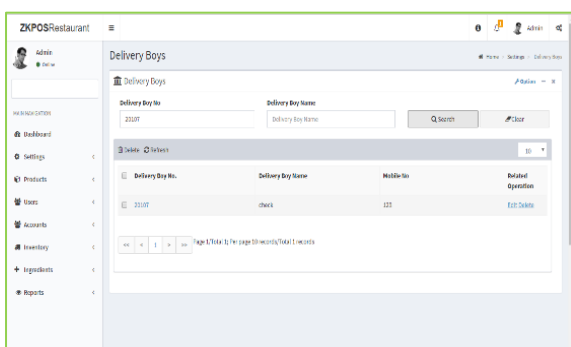 ZKPOSRestaurant
Admin
Admin
Online
MAIN NAVIGATION
Dashboard
Settings
Products
Users
Accounts
Inventory
Ingredients
Reports
Delivery Boys
Home > Settings > Delivery Boys
Delivery Boys
Option
Delivery Boy No
Delivery Boy Name
20107
Delivery Boy Name
Search
Clear
Delete Refresh
10
Delivery Boy No. Delivery Boy Name Mobile No Related Operation
20107 check 123 Edit Delete
<< < 1 > >> Page 1/Total 1; Per page 10 records/Total 1 records